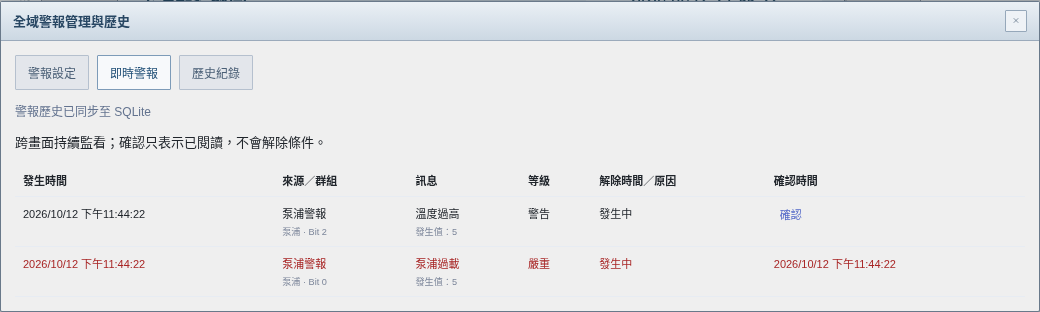 全域警報管理與歷史
×
警報設定 即時警報 歷史紀錄
警報歷史已同步至 SQLite
跨畫面持續監看；確認只表示已閱讀，不會解除條件。
發生時間 來源／群組 訊息 等級 解除時間／原因 確認時間
2026/10/12 下午11:44:22 泵浦警報 溫度過高 警告 發生中 確認
泵浦 · Bit 2 發生值：5
2026/10/12 下午11:44:22 泵浦警報 泵浦過載 嚴重 發生中 2026/10/12 下午11:44:22
泵浦 · Bit 0 發生值：5